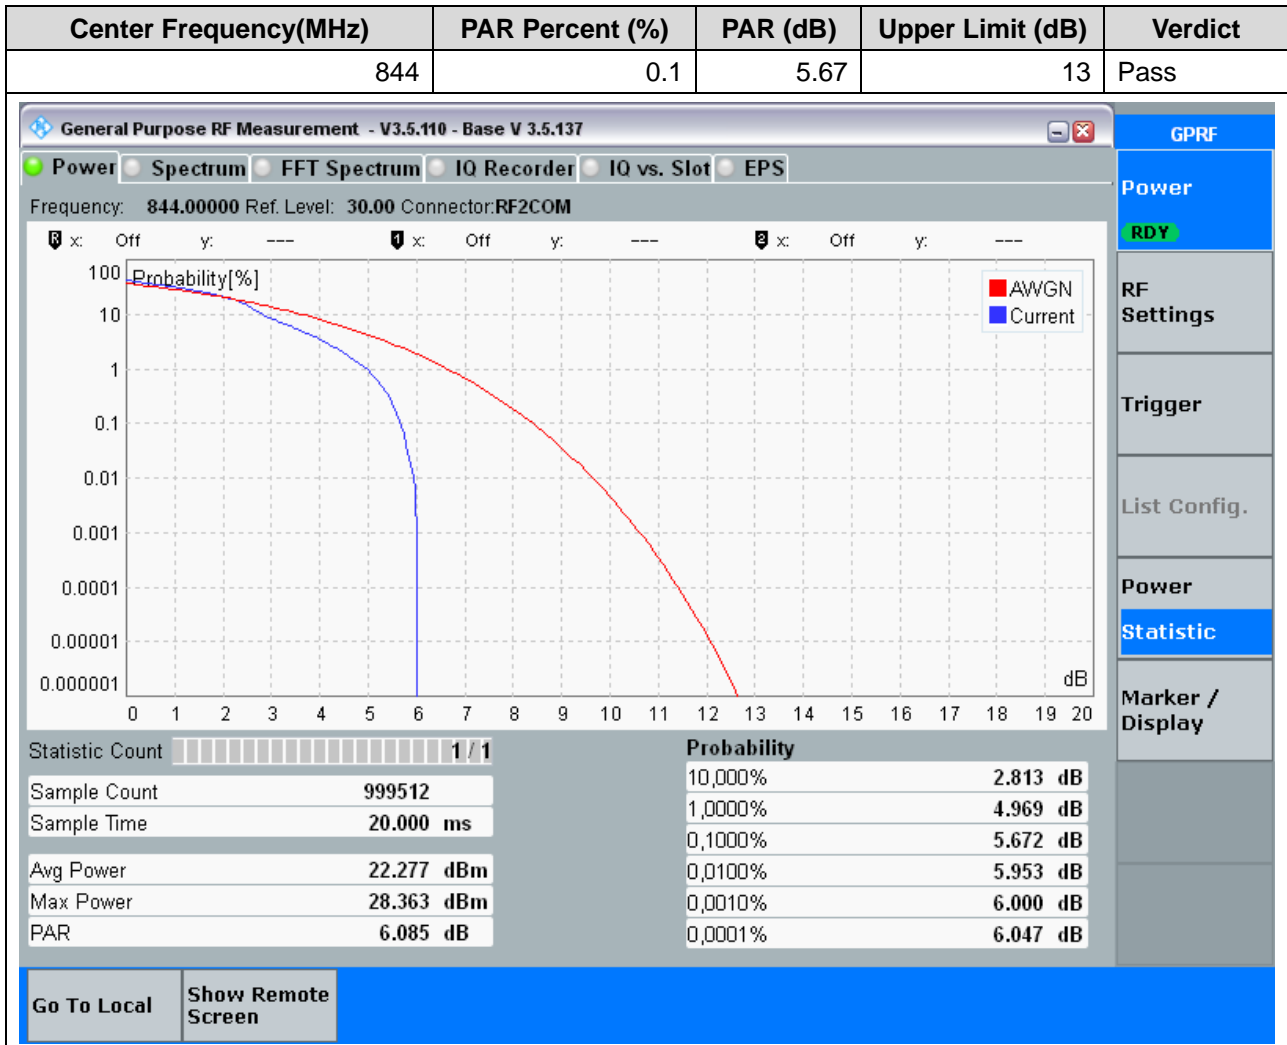 Center Frequency(MHz) PAR Percent (%) PAR (dB) Upper Limit (dB) Verdict
844 0.1 5.67 13 Pass
General Purpose RF Measurement - V3.5.110 - Base V 3.5.137
GPRF
Power Spectrum FFT Spectrum IQ Recorder IQ vs. Slot EPS
Power
RDY
Frequency: 844.00000 Ref. Level: 30.00 Connector:RF2COM
R x: Off y: --- 1 x: Off y: --- 2 x: Off y: ---
Probability[%]
100
10
1
0.1
0.01
0.001
0.0001
0.00001
0.000001
AWGN
Current
dB
0 1 2 3 4 5 6 7 8 9 10 11 12 13 14 15 16 17 18 19 20
RF
Settings
Trigger
List Config.
Power
Statistic
Marker /
Display
Statistic Count 1 / 1
Sample Count 999512
Sample Time 20.000 ms
Avg Power 22.277 dBm
Max Power 28.363 dBm
PAR 6.085 dB
Probability
10,000% 2.813 dB
1,0000% 4.969 dB
0,1000% 5.672 dB
0,0100% 5.953 dB
0,0010% 6.000 dB
0,0001% 6.047 dB
Go To Local
Show Remote
Screen